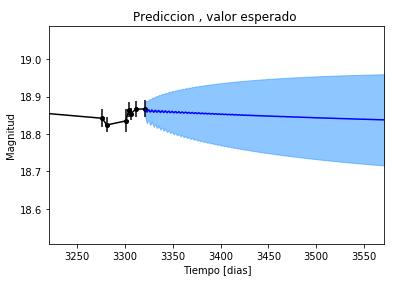 Prediccion , valor esperado
19.0
18.9
18.8
18.7
18.6
Magnitud
3250 3300 3350 3400 3450 3500 3550
Tiempo [dias]